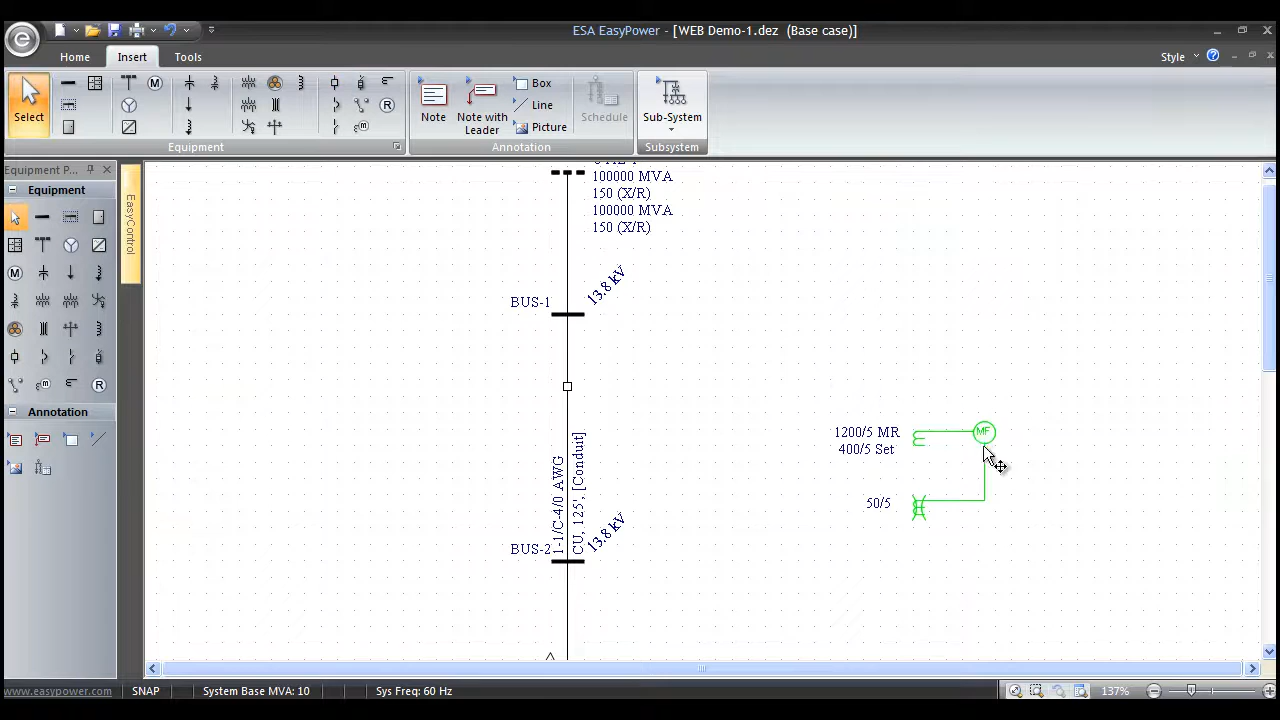 ESA EasyPower - [WEB Demo-1.dez (Base case)]
Home
Insert
Tools
Style
Select
M
R
Note
Note with
Leader
Box
Line
Picture
Schedule
Sub-System
Equipment
Annotation
Subsystem
Equipment P...
Equipment
M
R
Annotation
EasyControl
100000 MVA
150 (X/R)
100000 MVA
150 (X/R)
BUS-1
13.8 kV
1-1/C-4/0 AWG
CU, 125', [Conduit]
BUS-2
13.8 kV
1200/5 MR
400/5 Set
MF
50/5
www.easypower.com
SNAP
System Base MVA: 10
Sys Freq: 60 Hz
137%